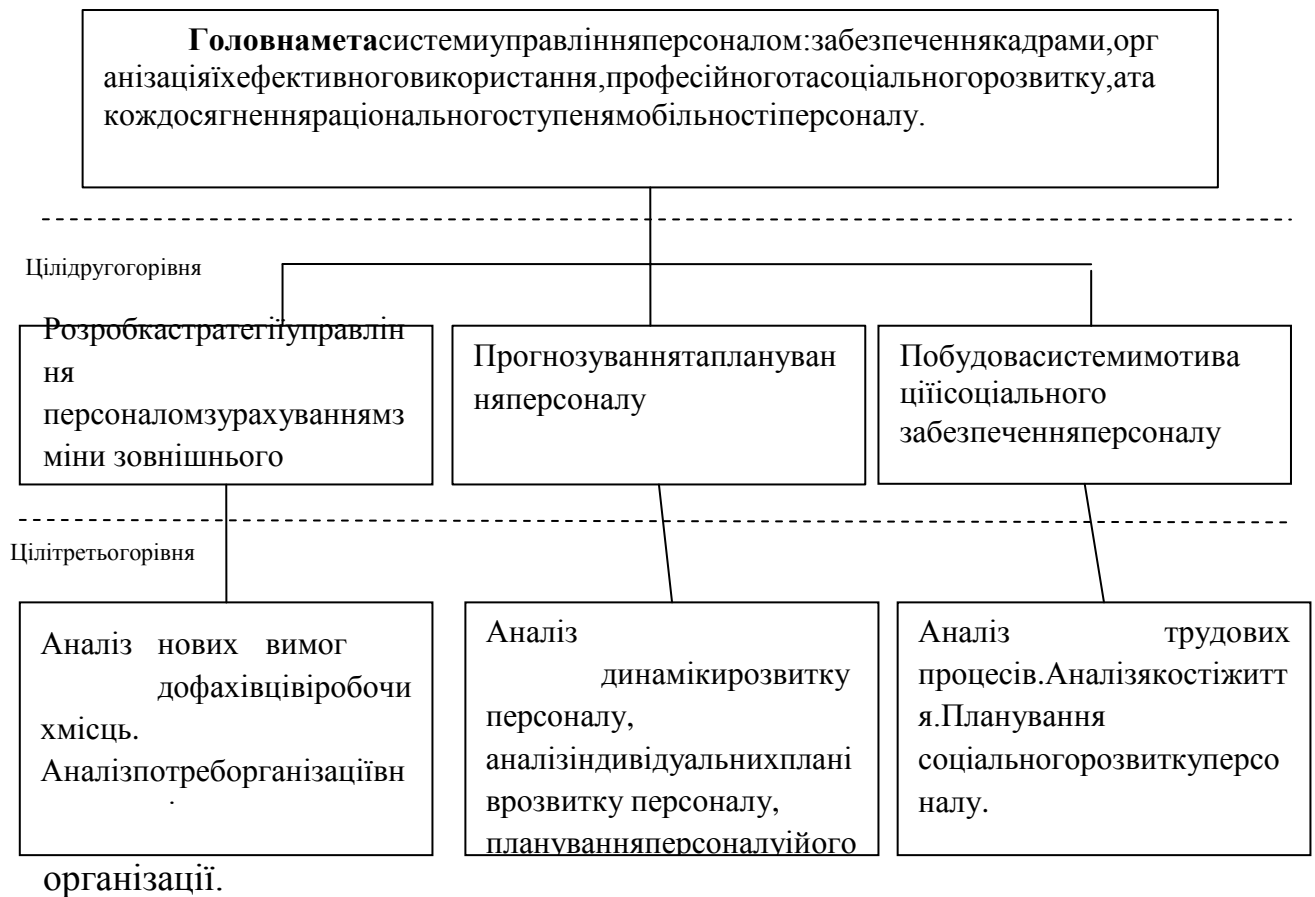 Головнаметасистемиуправлінняперсоналом:забезпеченнякадрами,орг
анізаціяїхефективноговикористання,професійноготасоціальногорозвитку,ата
кождосягненняраціональногоступенямобільностіперсоналу.
Цілідругогорівня
Розробкастратегіїуправлін
ня
персоналомзурахуваннямз
міни зовнішнього
Прогнозуваннятаплануван
няперсоналу
Побудовасистемимотива
ціїісоціального
забезпеченняперсоналу
Цілітретьогорівня
Аналіз нових вимог
дофахівцівіробочи
хмісць.
Аналізпотреборганізаціївн
Аналіз
динамікирозвитку
персоналу,
аналізіндивідуальнихплані
врозвитку персоналу,
плануванняперсоналуійого
Аналіз трудових
процесів.Аналізякостіжитт
я.Планування
соціальногорозвиткуперсо
налу.
організації.